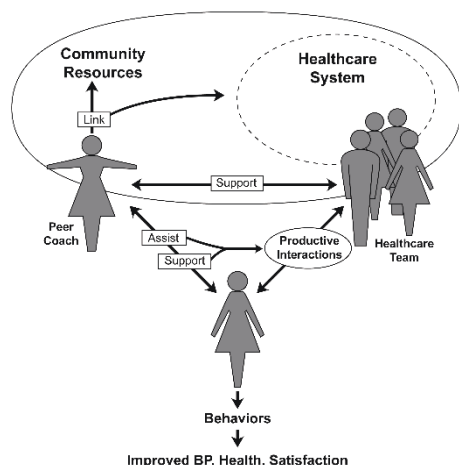 Community
Resources
Healthcare
System
Link
Support
Peer
Coach
Assist
Support
Productive
Interactions
Healthcare
Team
Behaviors
Improved BP, Health, Satisfaction